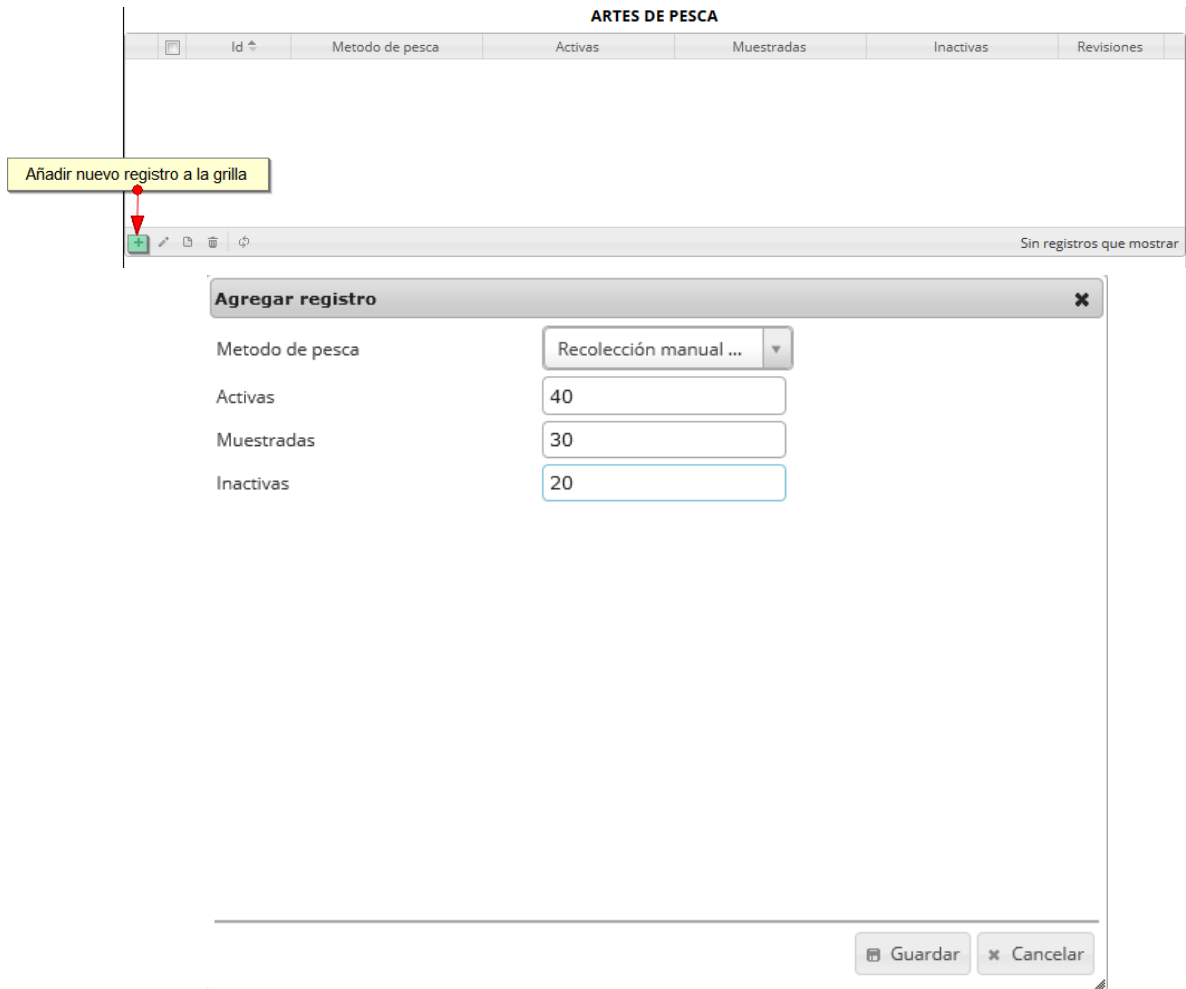 ARTES DE PESCA
Id Metodo de pesca Activas Muestradas Inactivas Revisiones
Añadir nuevo registro a la grilla
Sin registros que mostrar
Agregar registro
Metodo de pesca Recolección manual ...
Activas 40
Muestradas 30
Inactivas 20
Guardar Cancelar